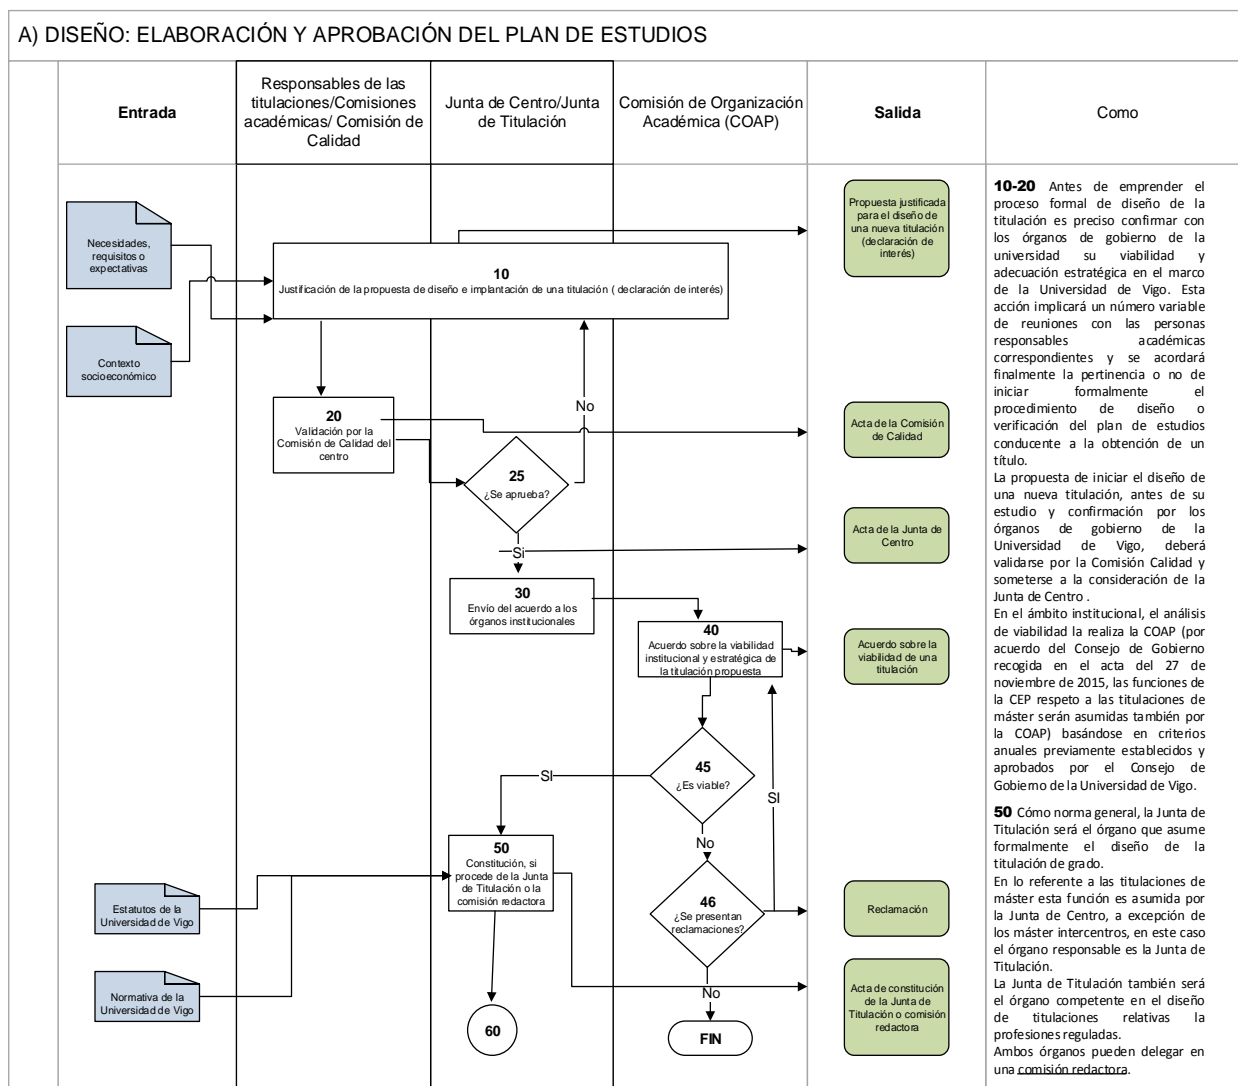 A) DISEÑO: ELABORACIÓN Y APROBACIÓN DEL PLAN DE ESTUDIOS
Entrada
Responsables de las
titulaciones/Comisiones
académicas/ Comisión de
Calidad
Junta de Centro/Junta
de Titulación
Comisión de Organización
Académica (COAP)
Salida
Como
Necesidades,
requisitos o
expectativas
Contexto
socioeconómico
10
Justificación de la propuesta de diseño e implantación de una titulación ( declaración de interés)
Propuesta justificada
para el diseño de
una nueva titulación
(declaración de
interés)
20
Validación por la
Comisión de Calidad del
centro
No
Acta de la Comisión
de Calidad
25
¿Se aprueba?
Si
Acta de la Junta de
Centro
30
Envío del acuerdo a los
órganos institucionales
40
Acuerdo sobre la viabilidad
institucional y estratégica de
la titulación propuesta
Acuerdo sobre la
viabilidad de una
titulación
45
¿Es viable?
SI
SI
No
50
Constitución, si
procede de la Junta
de Titulación o la
comisión redactora
Estatutos de la
Universidad de Vigo
46
¿Se presentan
reclamaciones?
Reclamación
Normativa de la
Universidad de Vigo
No
Acta de constitución
de la Junta de
Titulación o comisión
redactora
60
FIN
10-20 Antes de emprender el
proceso formal de diseño de la
titulación es preciso confirmar con
los órganos de gobierno de la
universidad su viabilidad y
adecuación estratégica en el marco
de la Universidad de Vigo. Esta
acción implicará un número variable
de reuniones con las personas
responsables académicas
correspondientes y se acordará
finalmente la pertinencia o no de
iniciar formalmente el
procedimiento de diseño o
verificación del plan de estudios
conducente a la obtención de un
título.
La propuesta de iniciar el diseño de
una nueva titulación, antes de su
estudio y confirmación por los
órganos de gobierno de la
Universidad de Vigo, deberá
validarse por la Comisión Calidad y
someterse a la consideración de la
Junta de Centro .
En el ámbito institucional, el análisis
de viabilidad la realiza la COAP (por
acuerdo del Consejo de Gobierno
recogida en el acta del 27 de
noviembre de 2015, las funciones de
la CEP respeto a las titulaciones de
máster serán asumidas también por
la COAP) basándose en criterios
anuales previamente establecidos y
aprobados por el Consejo de
Gobierno de la Universidad de Vigo.
50 Cómo norma general, la Junta de
Titulación será el órgano que asume
formalmente el diseño de la
titulación de grado.
En lo referente a las titulaciones de
máster esta función es asumida por
la Junta de Centro, a excepción de
los máster intercentros, en este caso
el órgano responsable es la Junta de
Titulación.
La Junta de Titulación también será
el órgano competente en el diseño
de titulaciones relativas la
profesiones reguladas.
Ambos órganos pueden delegar en
una comisión redactora.